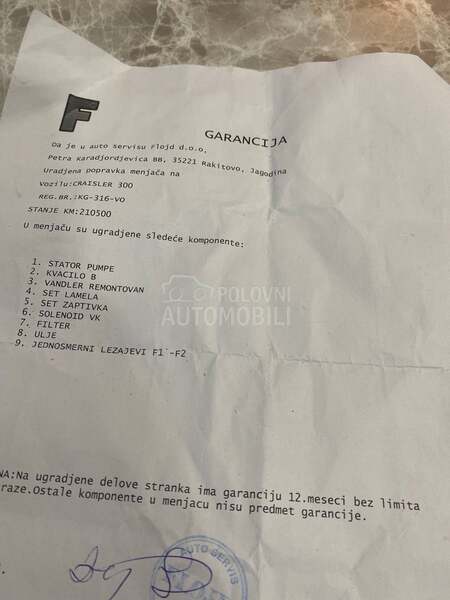 F
GARANCIJA
Da je u auto servisu Flojd d.o.o,
Petra Karadjordjevica BB, 35221 Rakitovo, Jagodina
Uradjena popravka menjača na
Vozilu:CRAISLER 300
REG.BR.:KG-316-VO
STANJE KM:210500
U menjaču su ugradjene sledeće komponente:
1. STATOR PUMPE
2. KVACILO B
3. VANDLER REMONTOVAN
4. SET LAMELA
5. SET ZAPTIVKA
6. SOLENOID VK
7. FILTER
8. ULJE
9. JEDNOSMERNI LEZAJEVI F1-F2
POLOVNI
AUTOMOBILI
NA:Na ugradjene delove stranka ima garanciju 12.meseci bez limita
raze.Ostale komponente u menjacu nisu predmet garancije.
AUTO SERVIS